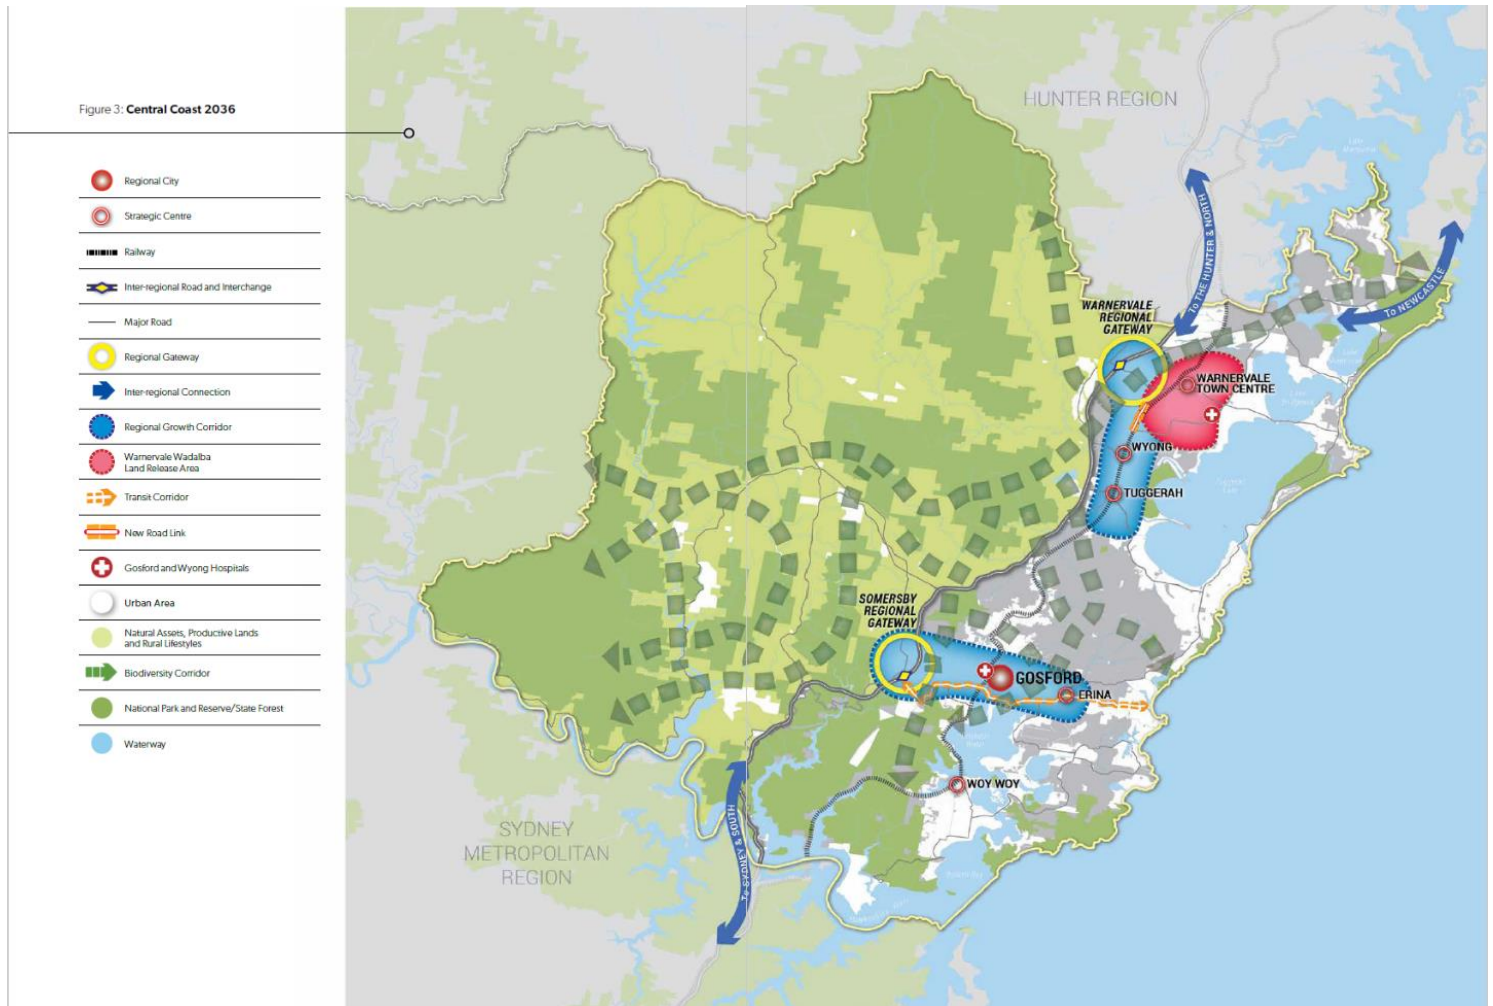 Figure 3: Central Coast 2036
Regional City
Strategic Centre
Railway
Inter-regional Road and Interchange
Major Road
Regional Gateway
Inter-regional Connection
Regional Growth Corridor
Warnervale Wadalba
Land Release Area
Transit Corridor
New Road Link
Gosford and Wyong Hospitals
Urban Area
Natural Assets, Productive Lands
and Rural Lifestyles
Biodiversity Corridor
National Park and Reserve/State Forest
Waterway
HUNTER REGION
To THE HUNTER & NORTH
To NEWCASTLE
WARNERVALE
REGIONAL
GATEWAY
WARNERVALE
TOWN CENTRE
WYONG
TUGGERAH
SOMERSBY
REGIONAL
GATEWAY
GOSFORD
ERINA
WOY WOY
To SYDNEY & SOUTH
SYDNEY
METROPOLITAN
REGION